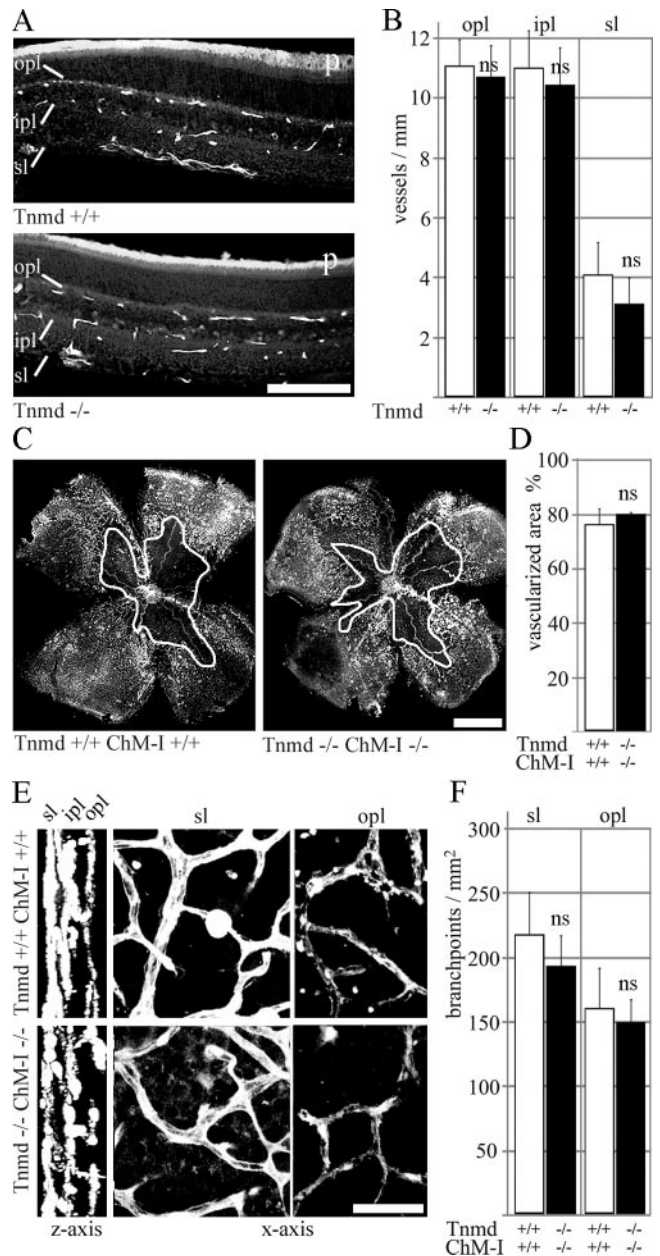 A
opl
p
ipl
sl
Tnmd +/+
opl
p
ipl
sl
Tnmd -/-
B
opl ipl sl
12
10
8
6
4
2
vessels / mm
ns
ns
ns
Tnmd +/+ -/- +/+ -/- +/+ -/-
C
Tnmd +/+ ChM-I +/+
Tnmd -/- ChM-I -/-
D
100
80
60
40
20
vascularized area %
ns
Tnmd +/+ -/-
ChM-I +/+ -/-
E
sl ipl opl
sl
opl
Tnmd +/+ ChM-I +/+
Tnmd -/- ChM-I -/-
z-axis
x-axis
F
sl opl
300
250
200
150
100
50
branchpoints / mm²
ns
ns
Tnmd +/+ -/- +/+ -/-
ChM-I +/+ -/- +/+ -/-